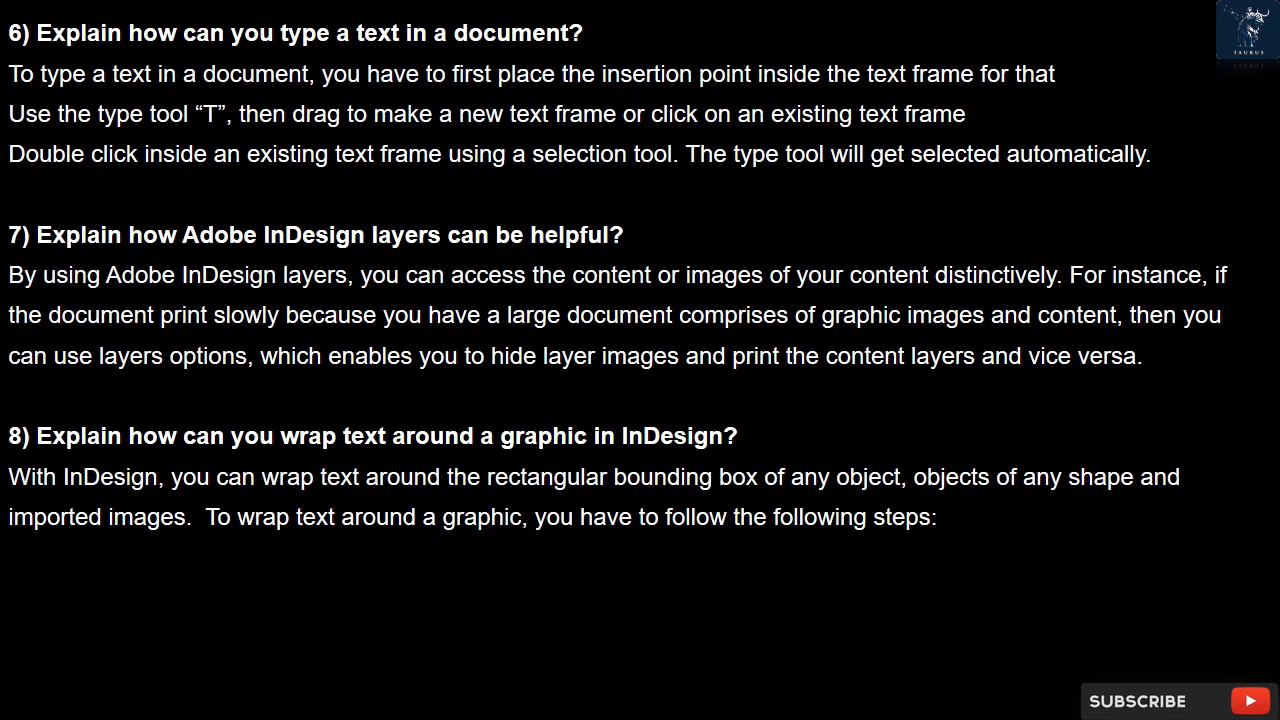 6) Explain how can you type a text in a document?
TAURUS
To type a text in a document, you have to first place the insertion point inside the text frame for that
Use the type tool “T”, then drag to make a new text frame or click on an existing text frame
Double click inside an existing text frame using a selection tool. The type tool will get selected automatically.
7) Explain how Adobe InDesign layers can be helpful?
By using Adobe InDesign layers, you can access the content or images of your content distinctively. For instance, if
the document print slowly because you have a large document comprises of graphic images and content, then you
can use layers options, which enables you to hide layer images and print the content layers and vice versa.
8) Explain how can you wrap text around a graphic in InDesign?
With InDesign, you can wrap text around the rectangular bounding box of any object, objects of any shape and
imported images.  To wrap text around a graphic, you have to follow the following steps:
SUBSCRIBE